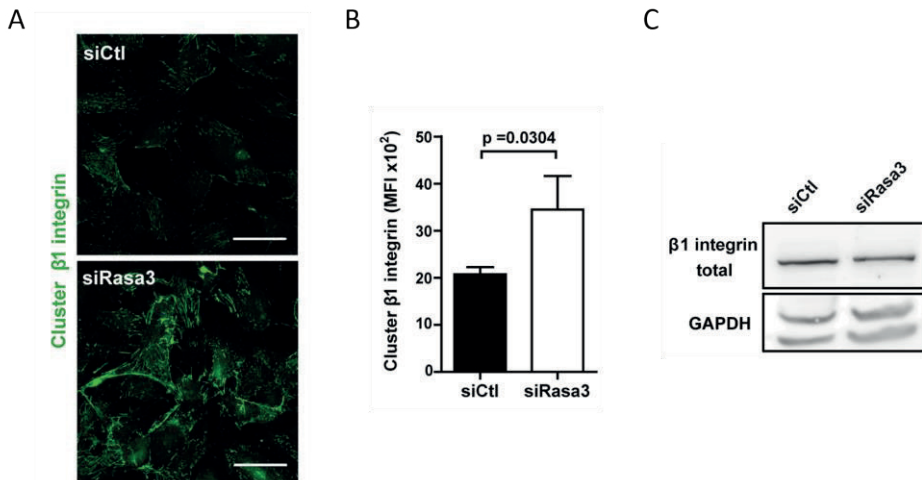 A
siCtl
siRasa3
Cluster β1 integrin
B
p =0.0304
Cluster β1 integrin (MFI x10²)
50
40
30
20
10
0
siCtl
siRasa3
C
siCtl
siRasa3
β1 integrin
total
GAPDH